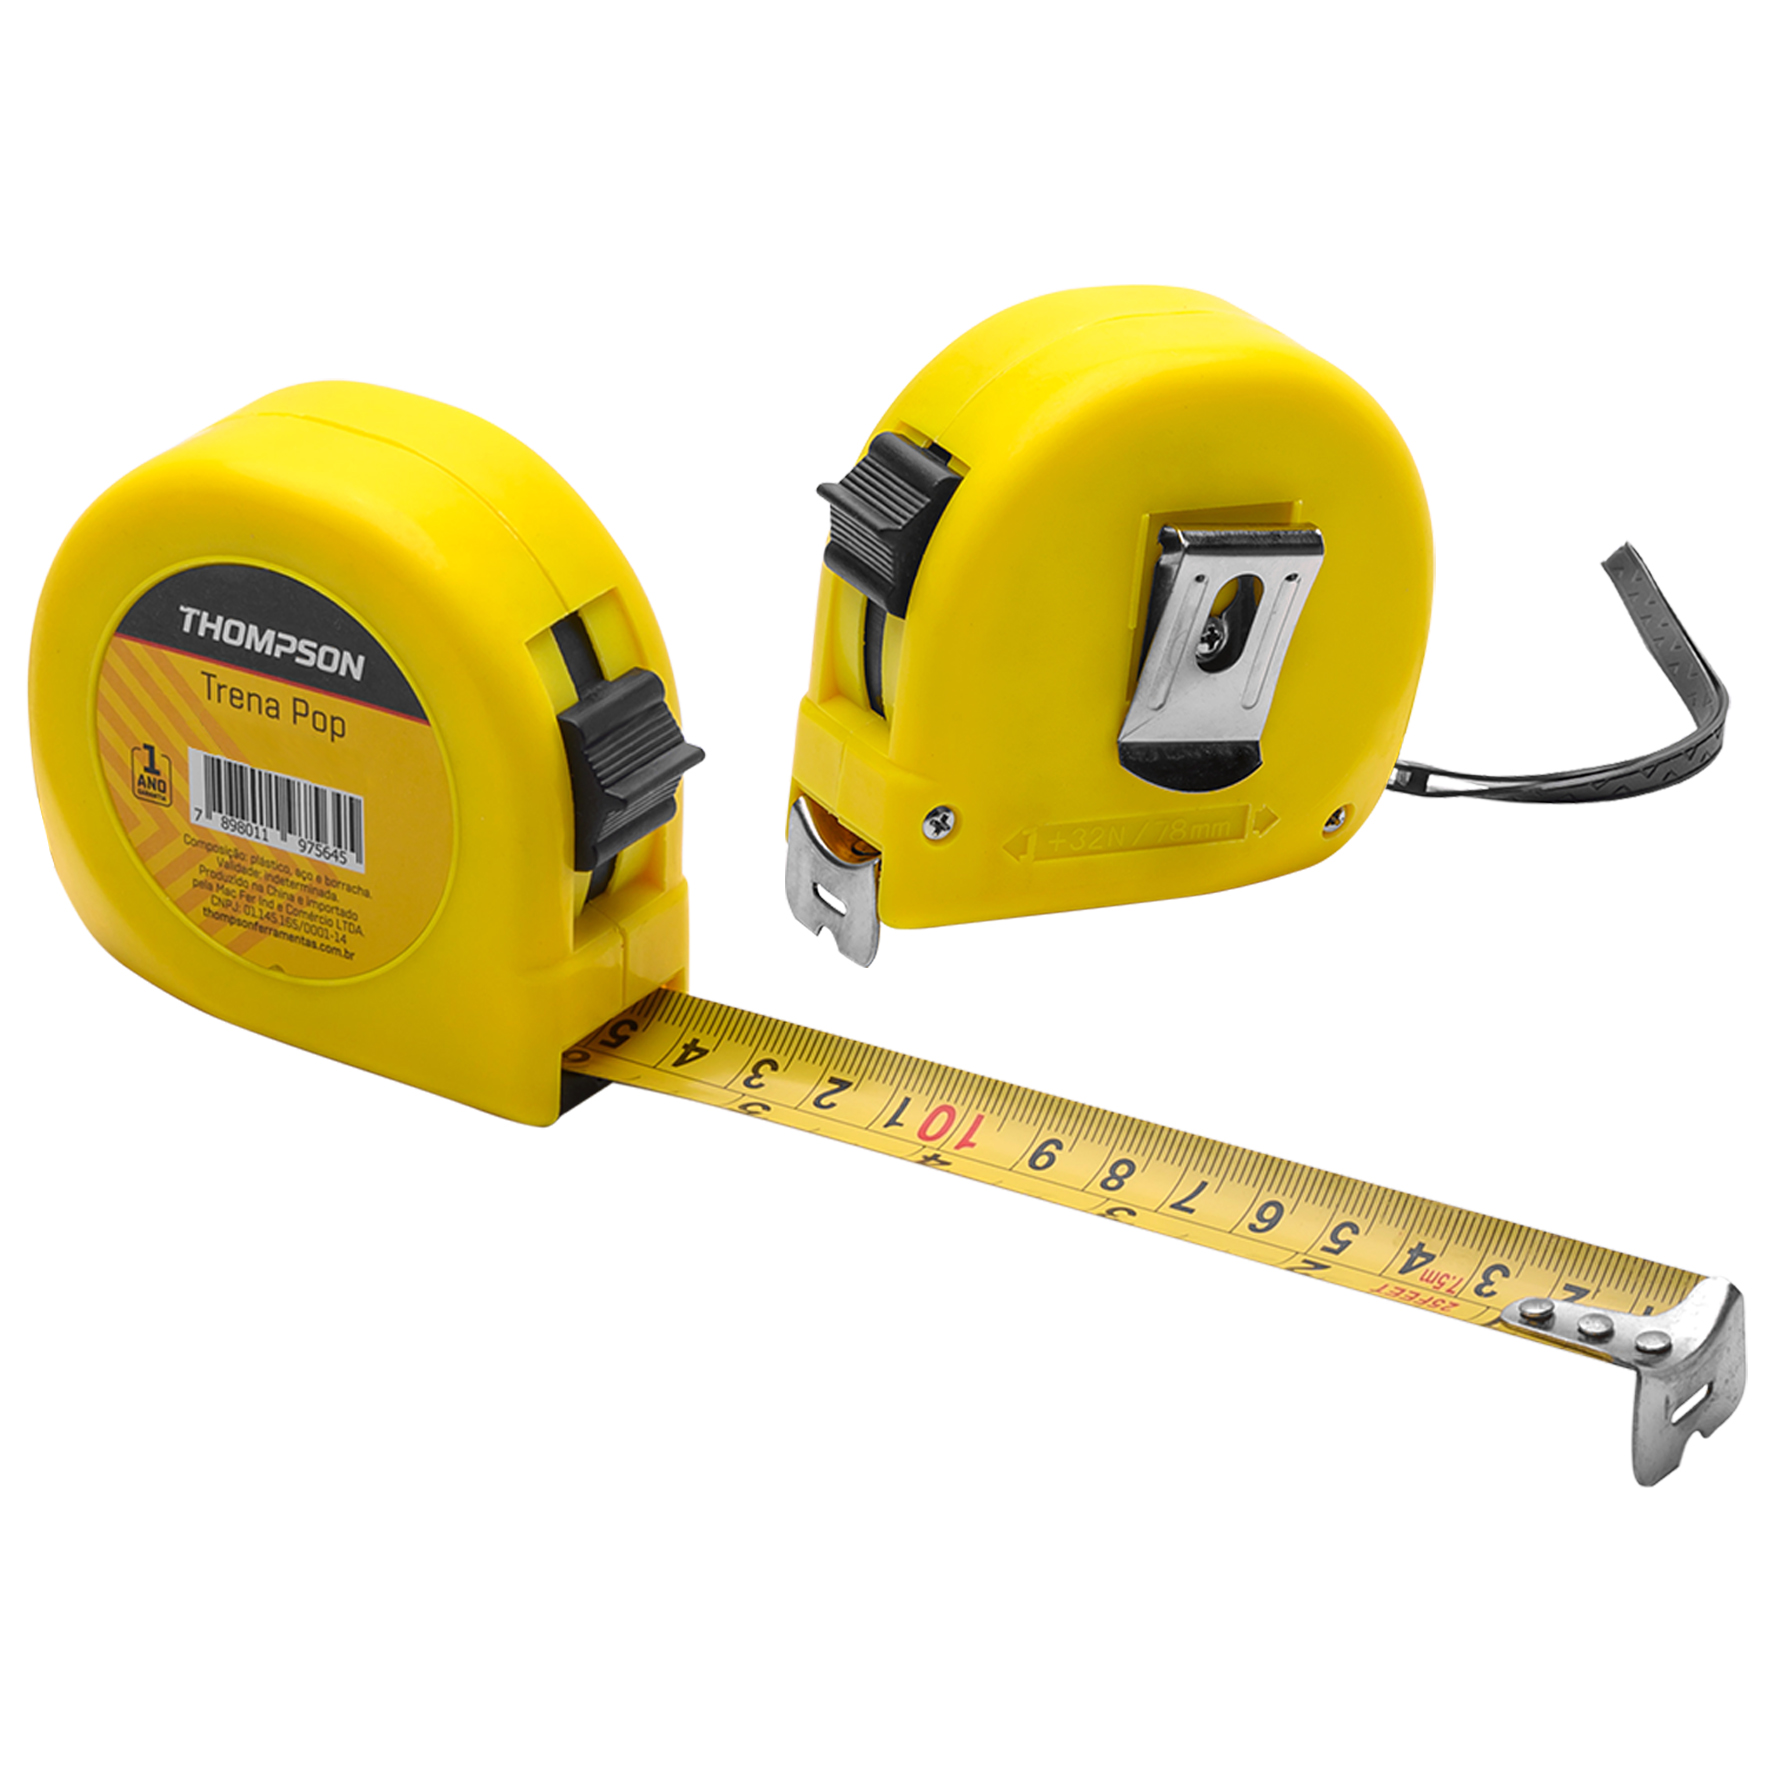 THOMPSON
Trena Pop
1
ANO
GARANTIA
7 898011 975645
Composição: plástico, aço e borracha.
Validade: indeterminada.
Produzido na China e importado
pela Mac Fer Ind e Comércio LTDA.
CNPJ: 01.145.165/0001-14
thompsonferramentas.com.br
+32N/78mm
5 4 3 2 1 10 9 8 7 6 5 4 3 2 1
7.5m
25FEET
5 4 3 2